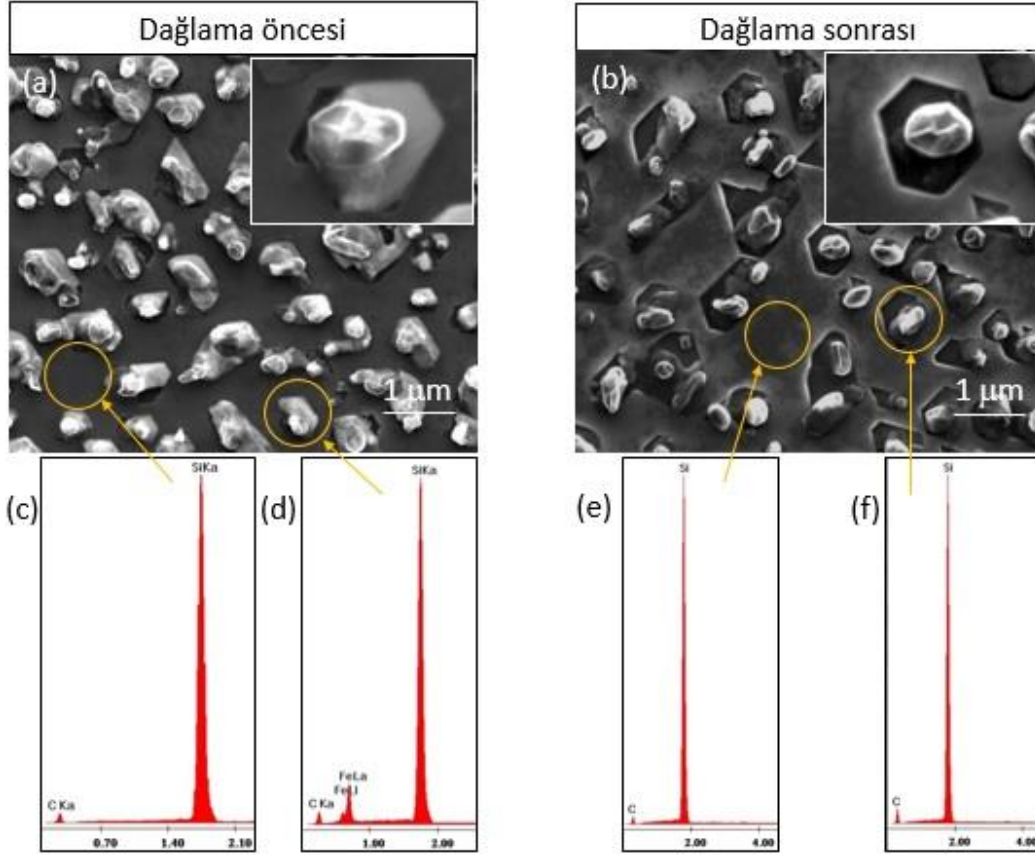 Dağlama öncesi
Dağlama sonrası
(a)
(b)
1 µm
1 µm
(c)
SiKa
C Ka
0.70 1.40 2.10
(d)
SiKa
FeLa
FeLl
C Ka
1.00 2.00
(e)
Si
C
2.00 4.00
(f)
Si
C
2.00 4.00